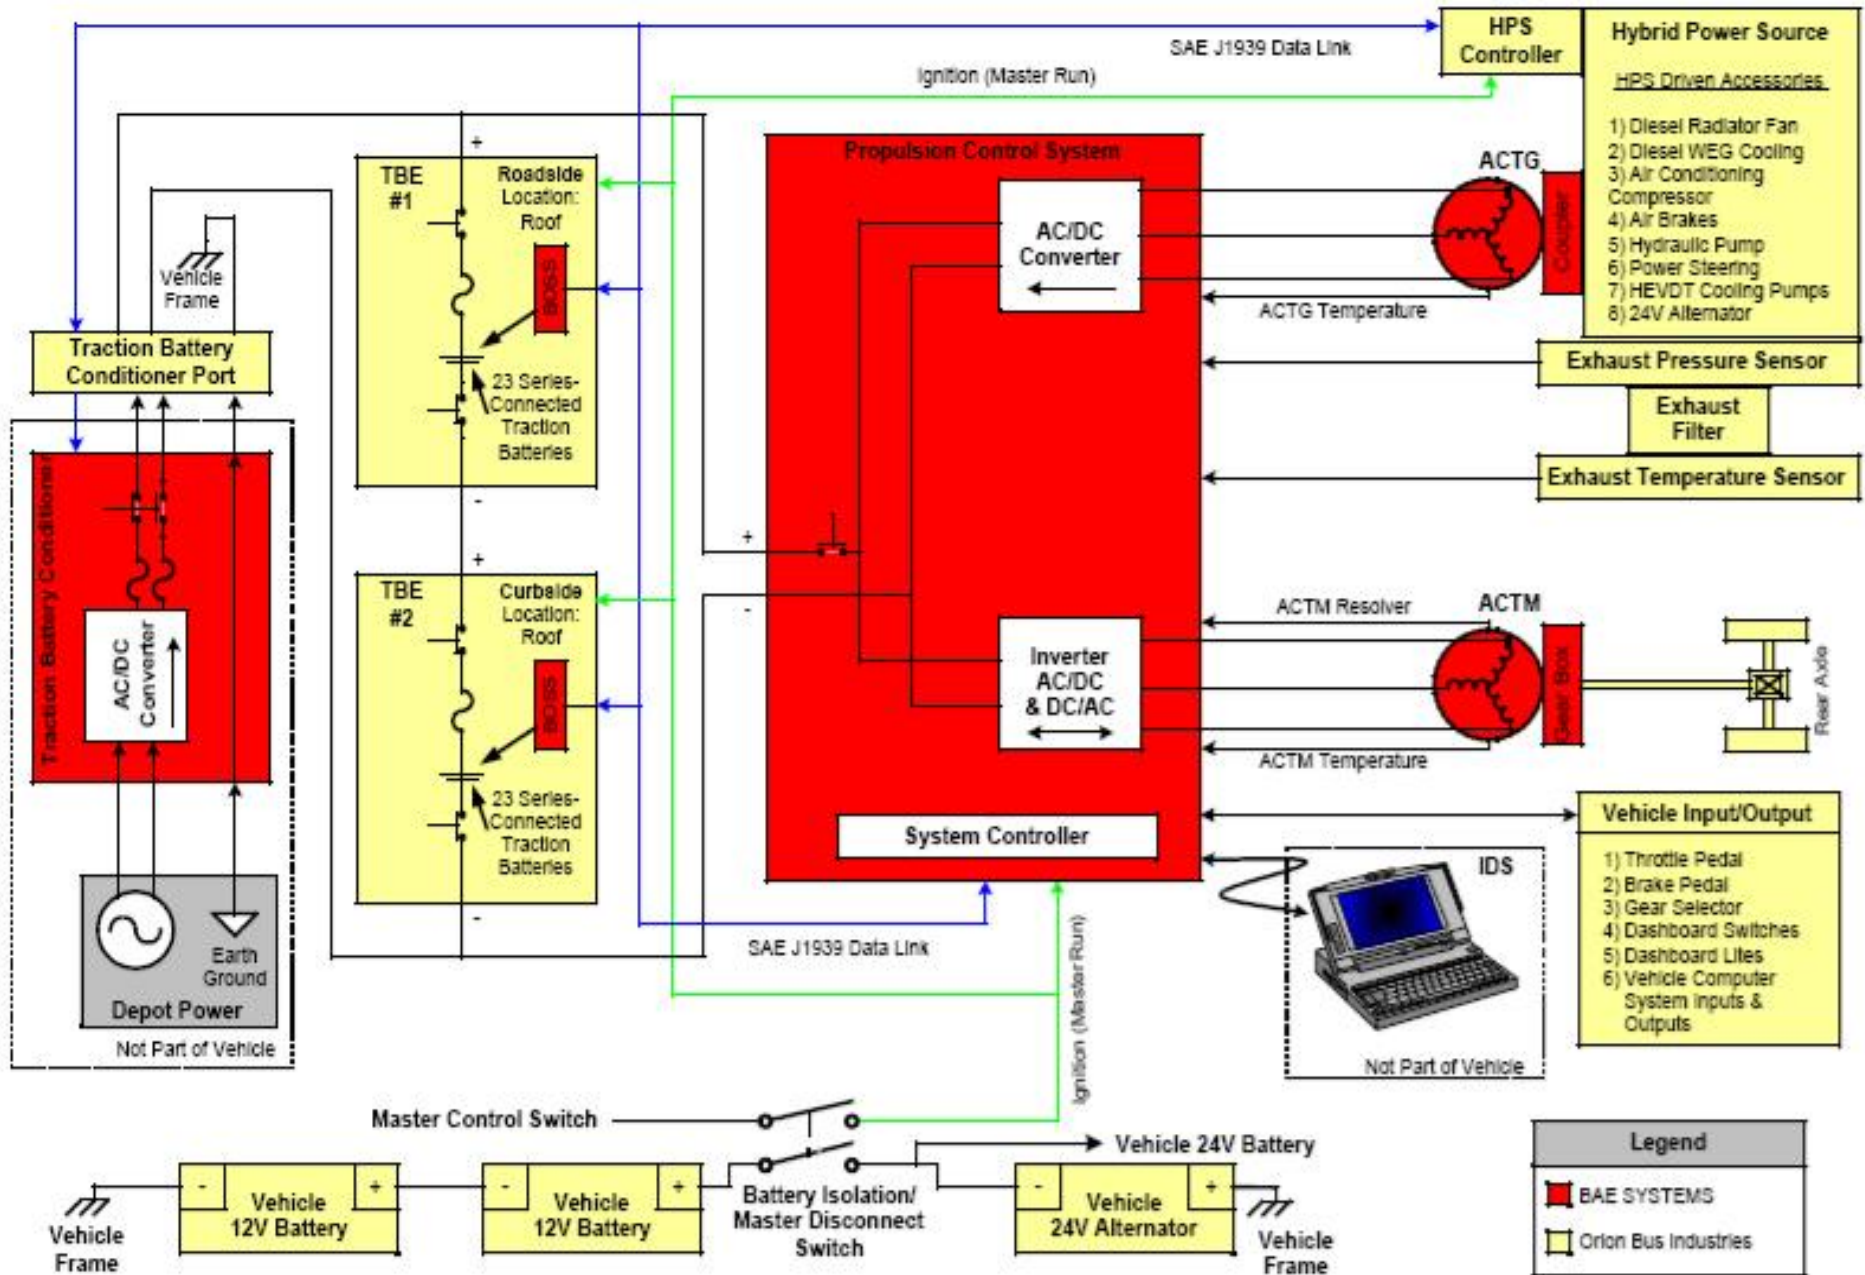 SAE J1939 Data Link
Ignition (Master Run)
HPS
Controller
Hybrid Power Source
HPS Driven Accessories
1) Diesel Radiator Fan
2) Diesel WEG Cooling
3) Air Conditioning
Compressor
4) Air Brakes
5) Hydraulic Pump
6) Power Steering
7) HEVDT Cooling Pumps
8) 24V Alternator
Vehicle
Frame
Traction Battery
Conditioner Port
Traction Battery Conditioner
AC/DC
Converter
Earth
Ground
Depot Power
Not Part of Vehicle
+
TBE
#1
Roadside
Location:
Roof
BOSS
23 Series-
Connected
Traction
Batteries
-
+
TBE
#2
Curbside
Location:
Roof
BOSS
23 Series-
Connected
Traction
Batteries
-
Propulsion Control System
AC/DC
Converter
+
-
Inverter
AC/DC
& DC/AC
System Controller
ACTG
Coupler
ACTG Temperature
Exhaust Pressure Sensor
Exhaust
Filter
Exhaust Temperature Sensor
ACTM Resolver
ACTM
Gear Box
Rear Axle
ACTM Temperature
Vehicle Input/Output
1) Throttle Pedal
2) Brake Pedal
3) Gear Selector
4) Dashboard Switches
5) Dashboard Lites
6) Vehicle Computer
System Inputs &
Outputs
IDS
Not Part of Vehicle
SAE J1939 Data Link
Ignition (Master Run)
Master Control Switch
Vehicle 24V Battery
Vehicle
Frame
- +
Vehicle
12V Battery
- +
Vehicle
12V Battery
Battery Isolation/
Master Disconnect
Switch
- +
Vehicle
24V Alternator
Vehicle
Frame
Legend
BAE SYSTEMS
Orion Bus Industries